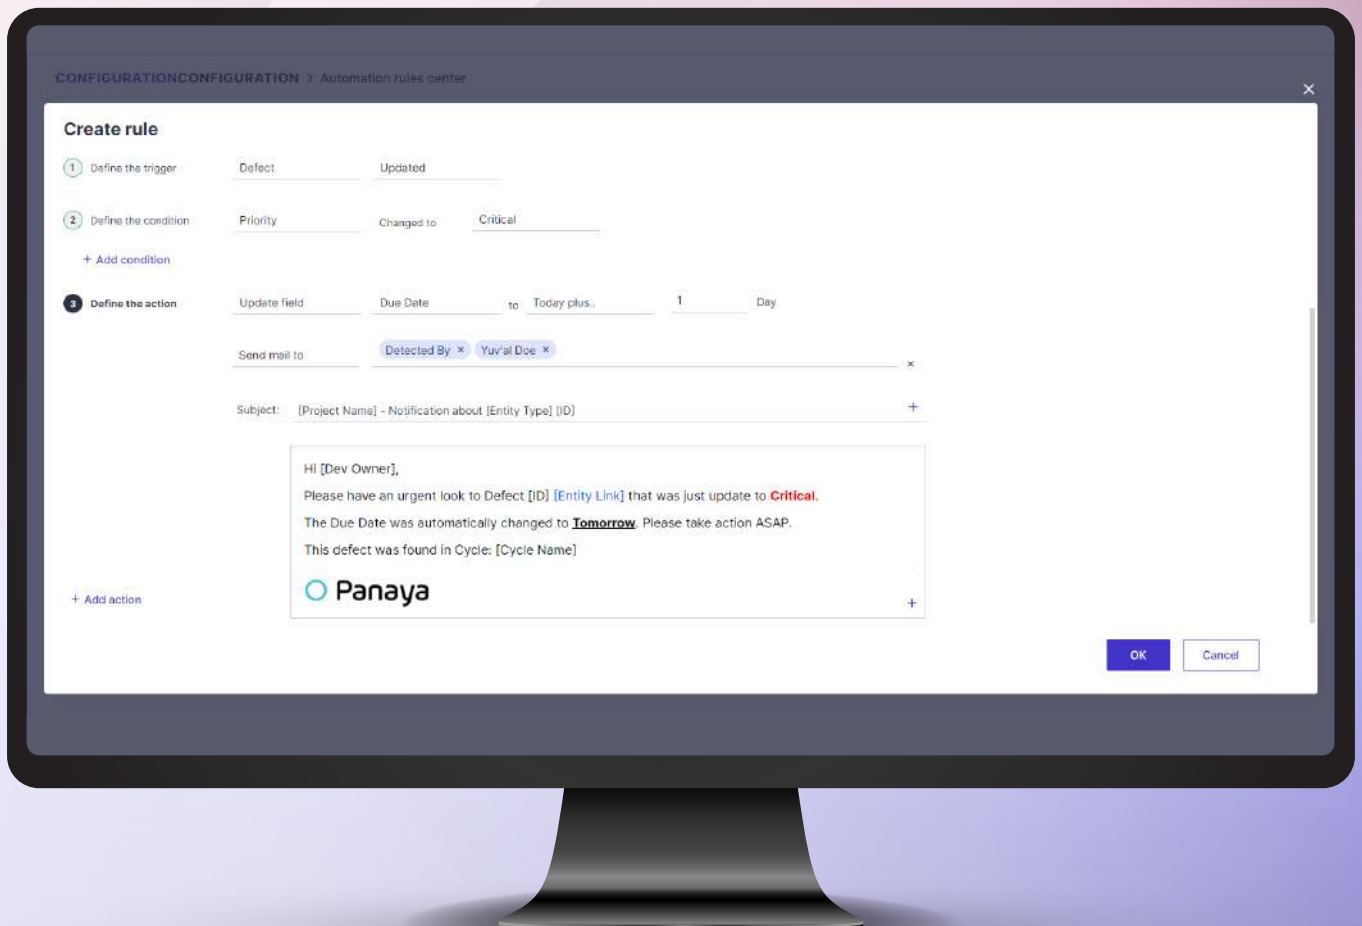 CONFIGURATIONCONFIGURATION > Automation rules center
×
Create rule
1 Define the trigger Defect Updated
2 Define the condition Priority Changed to Critical
+ Add condition
3 Define the action Update field Due Date to Today plus.. 1 Day
Send mail to Detected By × Yuv'al Doe × ×
Subject: [Project Name] - Notification about [Entity Type] [ID] +
Hi [Dev Owner],
Please have an urgent look to Defect [ID] [Entity Link] that was just update to Critical.
The Due Date was automatically changed to Tomorrow. Please take action ASAP.
This defect was found in Cycle: [Cycle Name]
Panaya
+ Add action +
OK Cancel